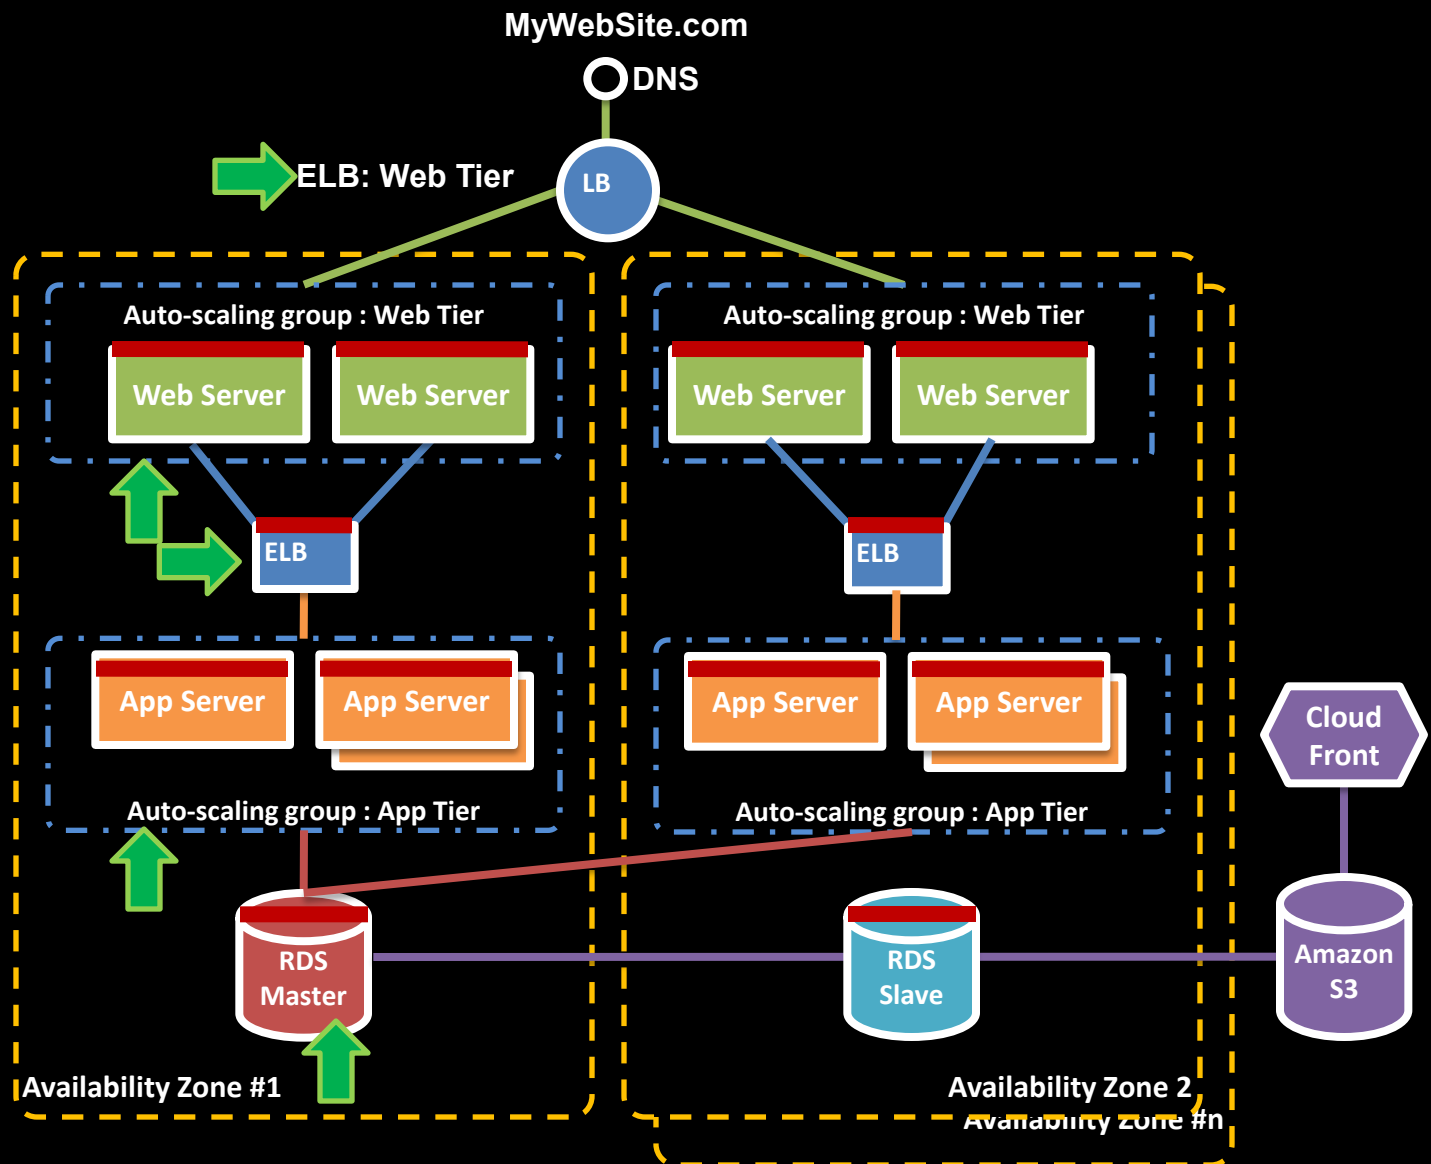 MyWebSite.com
DNS
ELB: Web Tier
LB
Auto-scaling group : Web Tier
Auto-scaling group : Web Tier
Web Server
Web Server
Web Server
Web Server
ELB
ELB
App Server
App Server
App Server
App Server
Cloud
Front
Auto-scaling group : App Tier
Auto-scaling group : App Tier
RDS
Master
RDS
Slave
Amazon
S3
Availability Zone #1
Availability Zone 2
Availability Zone #n